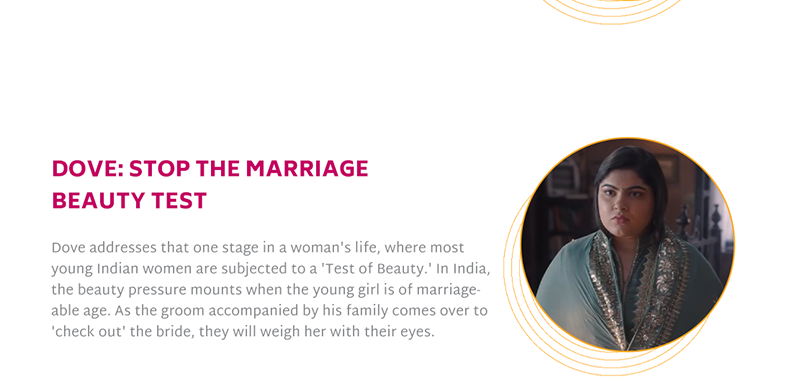 DOVE: STOP THE MARRIAGE
BEAUTY TEST
Dove addresses that one stage in a woman's life, where most
young Indian women are subjected to a 'Test of Beauty.' In India,
the beauty pressure mounts when the young girl is of marriage-
able age. As the groom accompanied by his family comes over to
'check out' the bride, they will weigh her with their eyes.